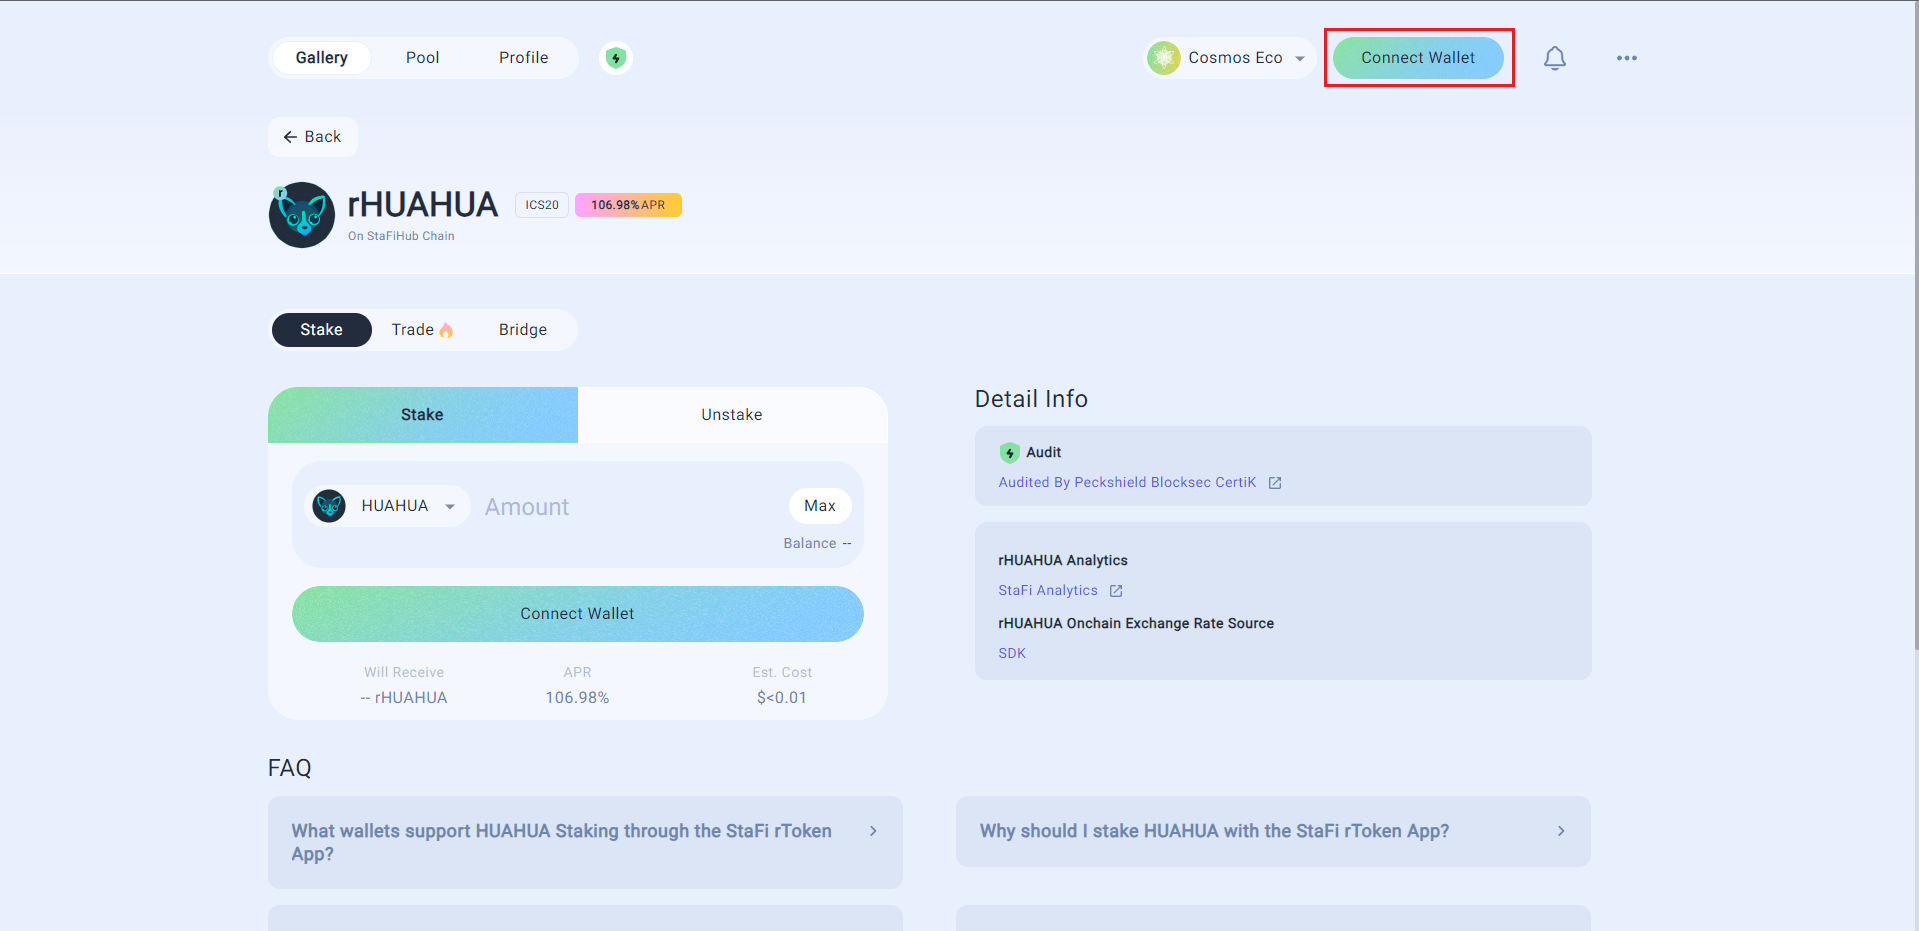 Gallery
Pool
Profile
Cosmos Eco
Connect Wallet
Back
r
rHUAHUA
ICS20
106.98% APR
On StaFiHub Chain
Stake
Trade
Bridge
Stake
Unstake
HUAHUA
Amount
Max
Balance --
Connect Wallet
Will Receive
APR
Est. Cost
-- rHUAHUA
106.98%
$<0.01
Detail Info
Audit
Audited By Peckshield Blocksec CertiK
rHUAHUA Analytics
StaFi Analytics
rHUAHUA Onchain Exchange Rate Source
SDK
FAQ
What wallets support HUAHUA Staking through the StaFi rToken
App?
Why should I stake HUAHUA with the StaFi rToken App?